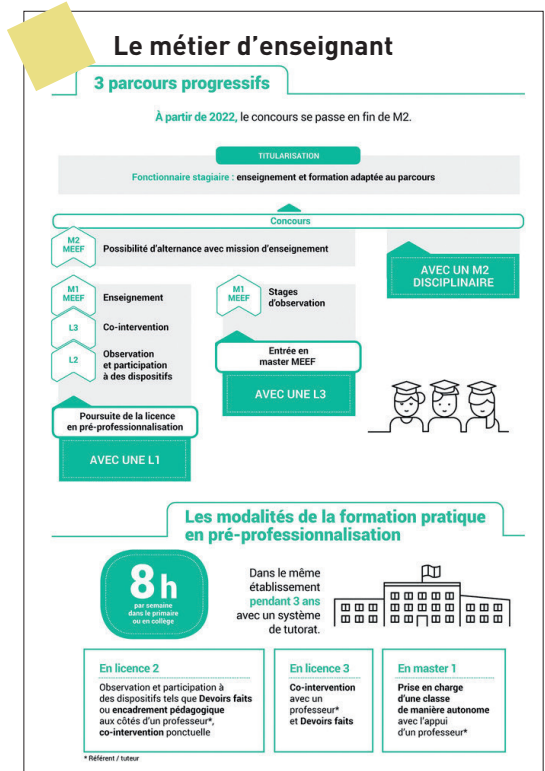 Le métier d'enseignant
3 parcours progressifs
À partir de 2022, le concours se passe en fin de M2.
TITULARISATION
Fonctionnaire stagiaire : enseignement et formation adaptée au parcours
Concours
M2
MEEF
Possibilité d'alternance avec mission d'enseignement
M1
MEEF
Enseignement
L3
Co-intervention
L2
Observation
et participation
à des dispositifs
Poursuite de la licence
en pré-professionnalisation
AVEC UNE L1
M1
MEEF
Stages
d'observation
Entrée en
master MEEF
AVEC UNE L3
AVEC UN M2
DISCIPLINAIRE
Les modalités de la formation pratique
en pré-professionnalisation
8h
par semaine
dans le primaire
ou en collège
Dans le même
établissement
pendant 3 ans
avec un système
de tutorat.
En licence 2
Observation et participation à
des dispositifs tels que Devoirs faits
ou encadrement pédagogique
aux côtés d'un professeur*,
co-intervention ponctuelle
En licence 3
Co-intervention
avec un
professeur*
et Devoirs faits
En master 1
Prise en charge
d'une classe
de manière autonome
avec l'appui
d'un professeur*
* Référent / tuteur